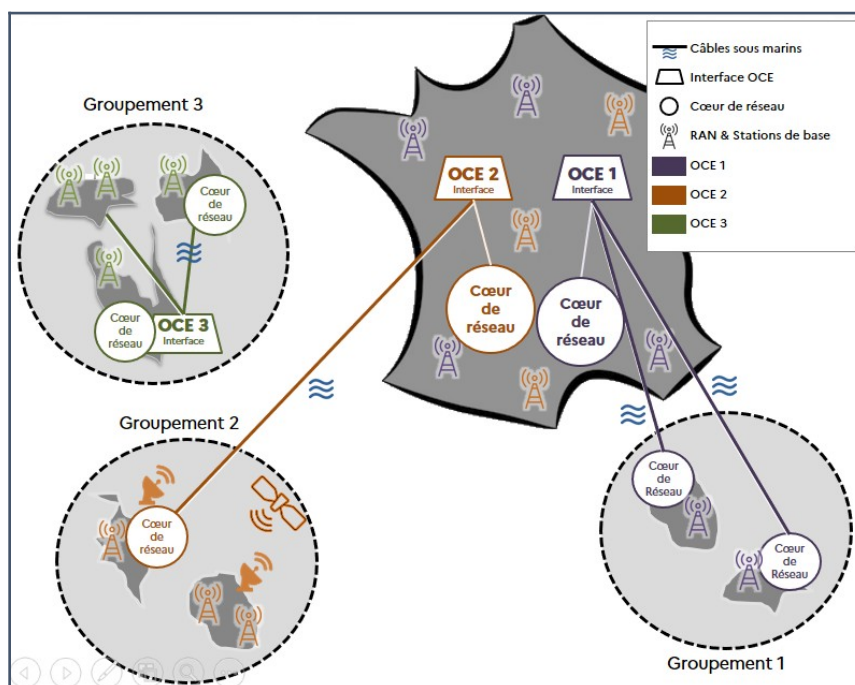 Câbles sous marins
Interface OCE
Cœur de réseau
RAN & Stations de base
OCE 1
OCE 2
OCE 3
Groupement 3
Cœur
de
réseau
Cœur
de
réseau
OCE 3
Interface
OCE 2
Interface
OCE 1
Interface
Cœur
de
réseau
Cœur
de
réseau
Groupement 2
Cœur
de
réseau
Cœur
de
Réseau
Cœur
de
Réseau
Groupement 1